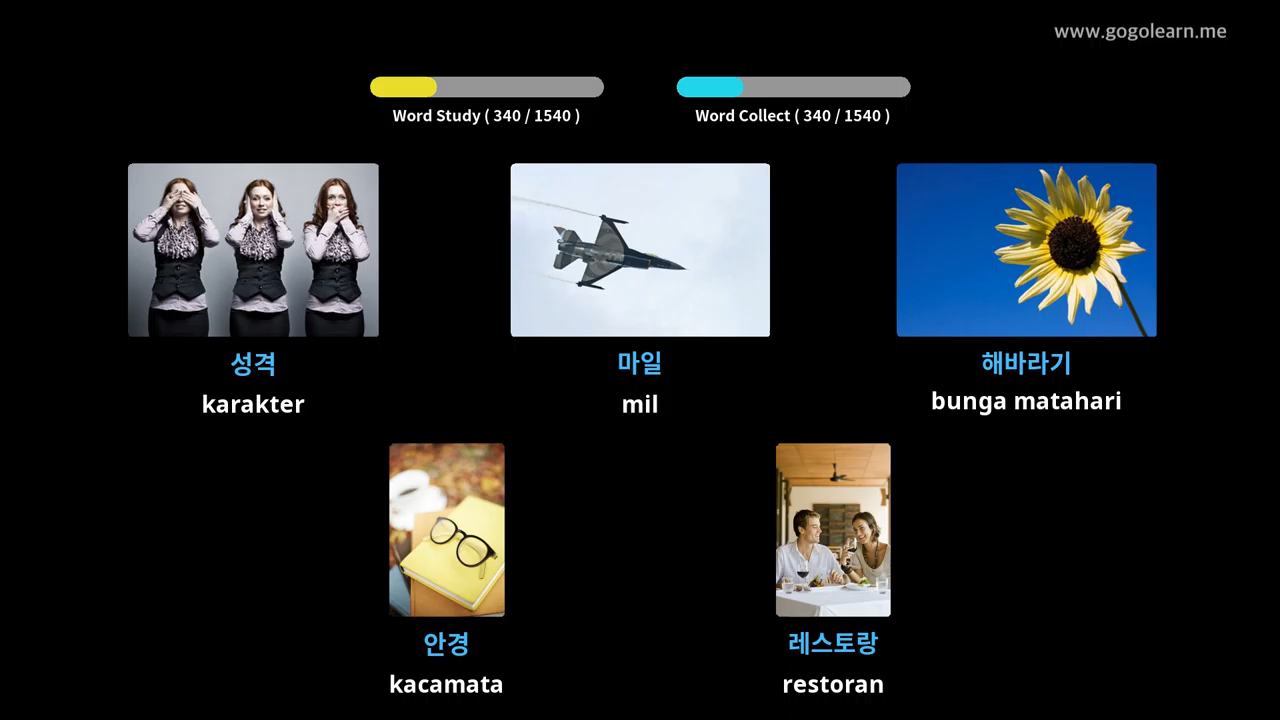 www.gogolearn.me
Word Study ( 340 / 1540 )
Word Collect ( 340 / 1540 )
성격
karakter
마일
mil
해바라기
bunga matahari
안경
kacamata
레스토랑
restoran